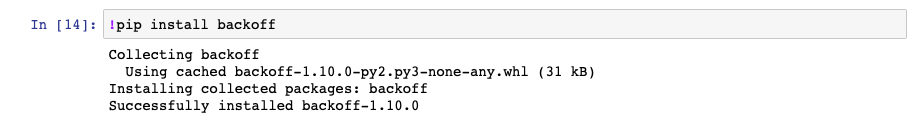 In [14]: !pip install backoff
Collecting backoff
  Using cached backoff-1.10.0-py2.py3-none-any.whl (31 kB)
Installing collected packages: backoff
Successfully installed backoff-1.10.0